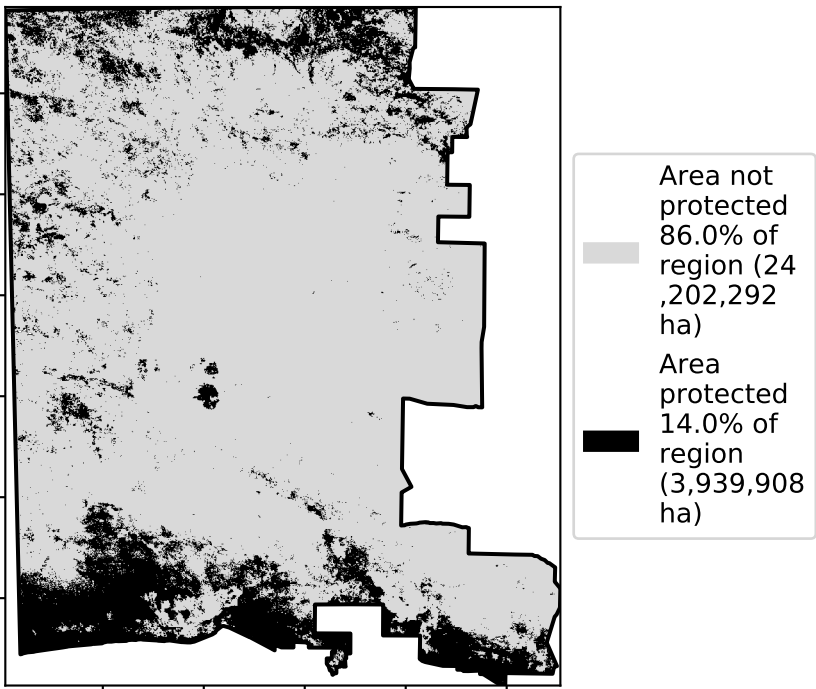 Area not
protected
86.0% of
region (24
,202,292
ha)
Area
protected
14.0% of
region
(3,939,908
ha)